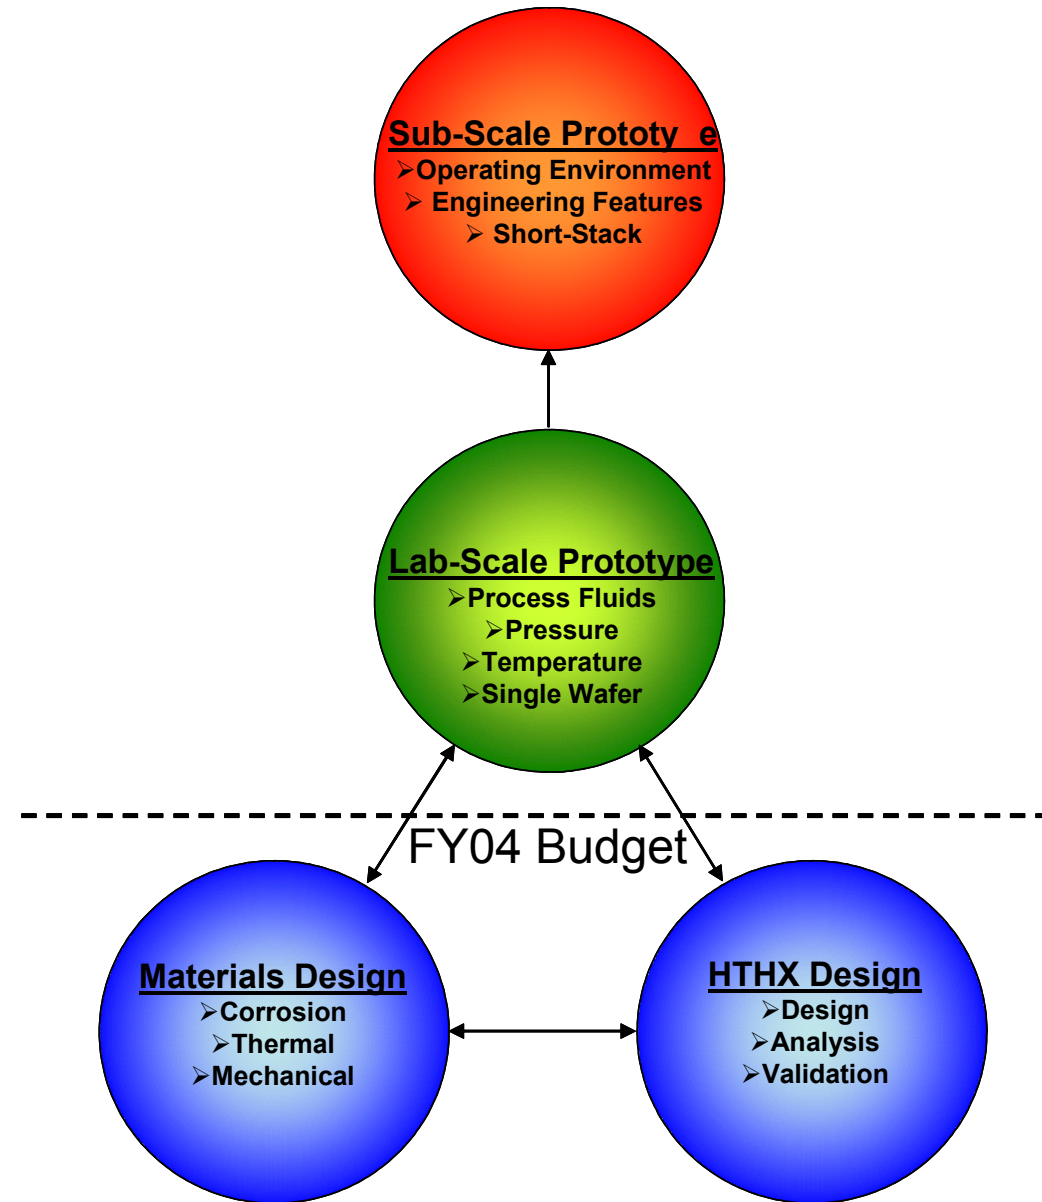 Sub-Scale Prototy e
➢Operating Environment
➢ Engineering Features
➢ Short-Stack
Lab-Scale Prototype
➢Process Fluids
➢Pressure
➢Temperature
➢Single Wafer
FY04 Budget
Materials Design
➢Corrosion
➢Thermal
➢Mechanical
HTHX Design
➢Design
➢Analysis
➢Validation